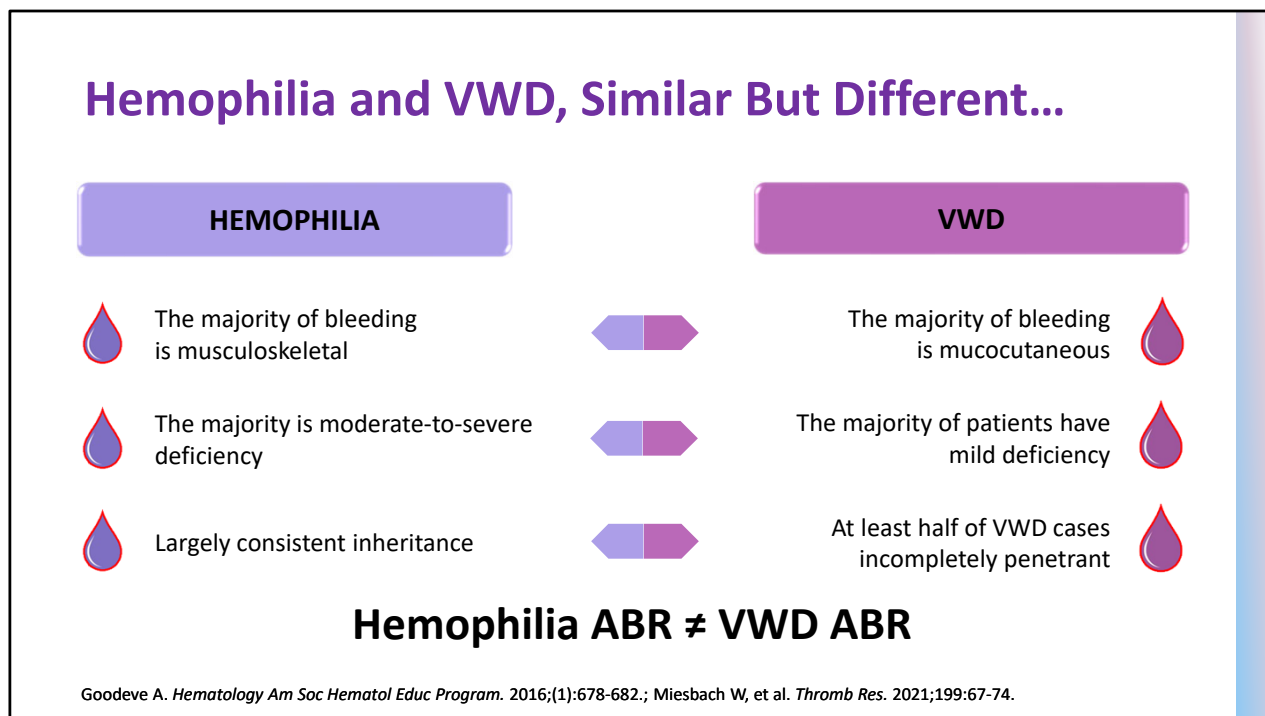 Hemophilia and VWD, Similar But Different…
HEMOPHILIA
VWD
The majority of bleeding
is musculoskeletal
The majority of bleeding
is mucocutaneous
The majority is moderate-to-severe
deficiency
The majority of patients have
mild deficiency
Largely consistent inheritance
At least half of VWD cases
incompletely penetrant
Hemophilia ABR ≠ VWD ABR
Goodeve A. Hematology Am Soc Hematol Educ Program. 2016;(1):678-682.; Miesbach W, et al. Thromb Res. 2021;199:67-74.